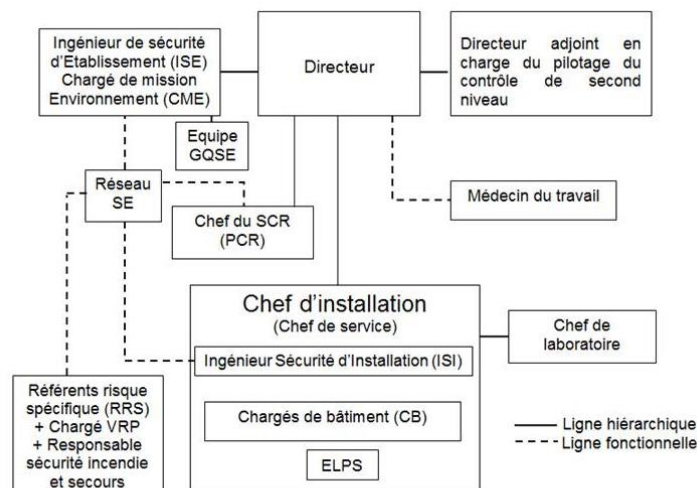 Ingénieur de sécurité
d'Etablissement (ISE)
Chargé de mission
Environnement (CME)
Directeur
Directeur adjoint en
charge du pilotage du
contrôle de second
niveau
Equipe
GQSE
Réseau
SE
Chef du SCR
(PCR)
Médecin du travail
Chef d'installation
(Chef de service)
Ingénieur Sécurité d'Installation (ISI)
Chargés de bâtiment (CB)
ELPS
Chef de
laboratoire
Référents risque
spécifique (RRS)
+ Chargé VRP
+ Responsable
sécurité incendie
et secours
Ligne hiérarchique
Ligne fonctionnelle